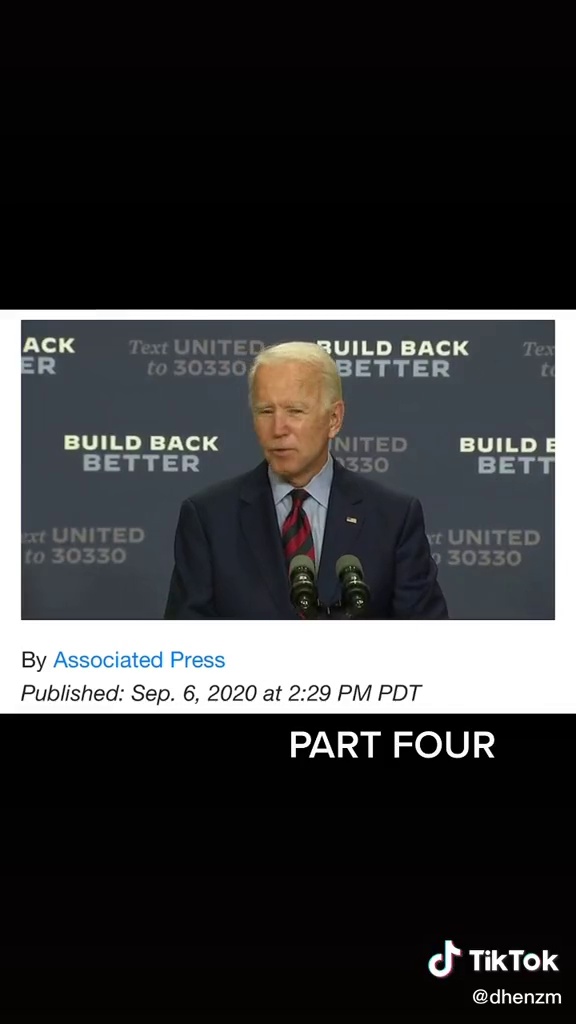 ACK
ER
Text UNITED
to 30330
BUILD BACK
BETTER
Tex
to
BUILD BACK
BETTER
NITED
0330
BUILD B
BETT
ext UNITED
to 30330
xt UNITED
o 30330
By Associated Press
Published: Sep. 6, 2020 at 2:29 PM PDT
PART FOUR
TikTok
@dhenzm